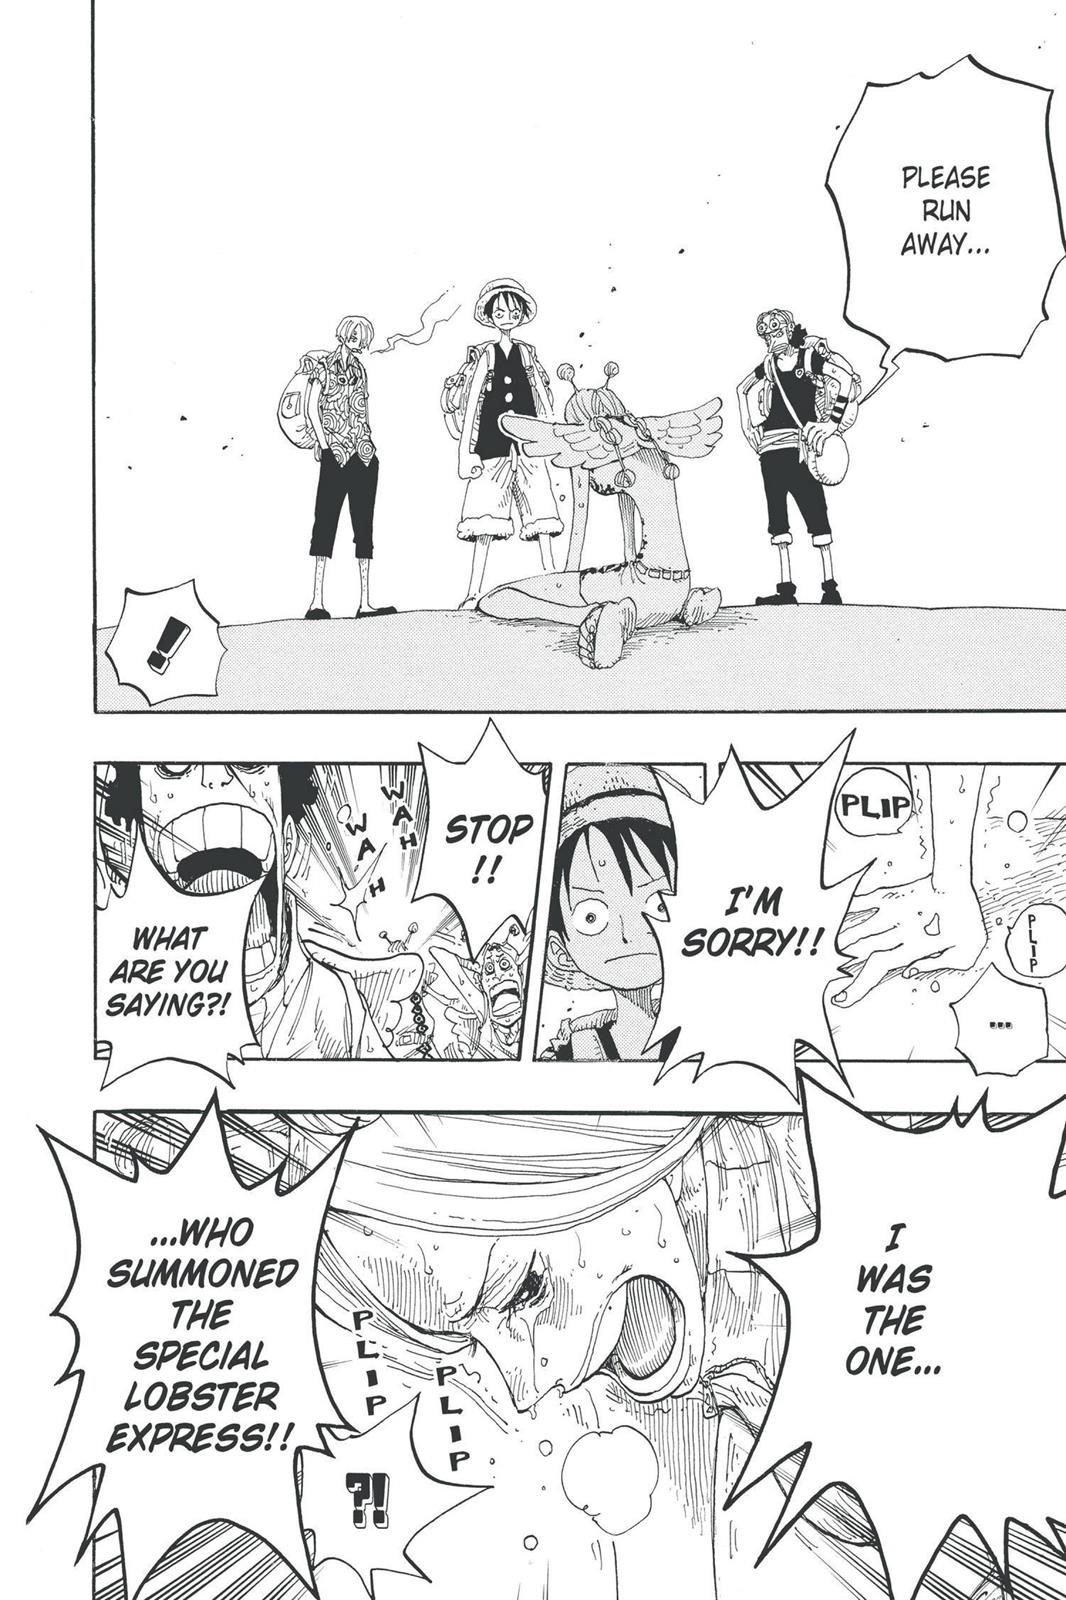 PLEASE
RUN
AWAY...
!
PLIP
PLIP
...
I'M
SORRY!!
STOP
!!
WAH
WAH
WHAT
ARE YOU
SAYING?!
I
WAS
THE
ONE...
...WHO
SUMMONED
THE
SPECIAL
LOBSTER
EXPRESS!!
PLIP
PLIP
?!